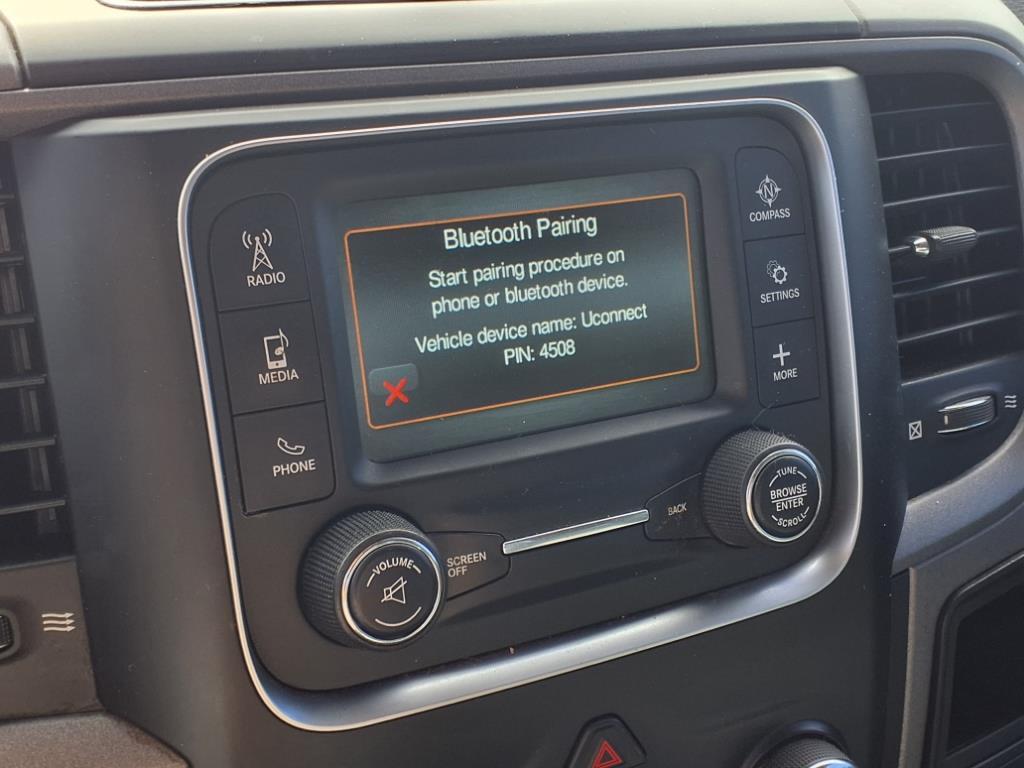 RADIO
MEDIA
PHONE
Bluetooth Pairing
Start pairing procedure on
phone or bluetooth device.
Vehicle device name: Uconnect
PIN: 4508
N
COMPASS
SETTINGS
MORE
VOLUME
SCREEN
OFF
BACK
TUNE
BROWSE
ENTER
SCROLL